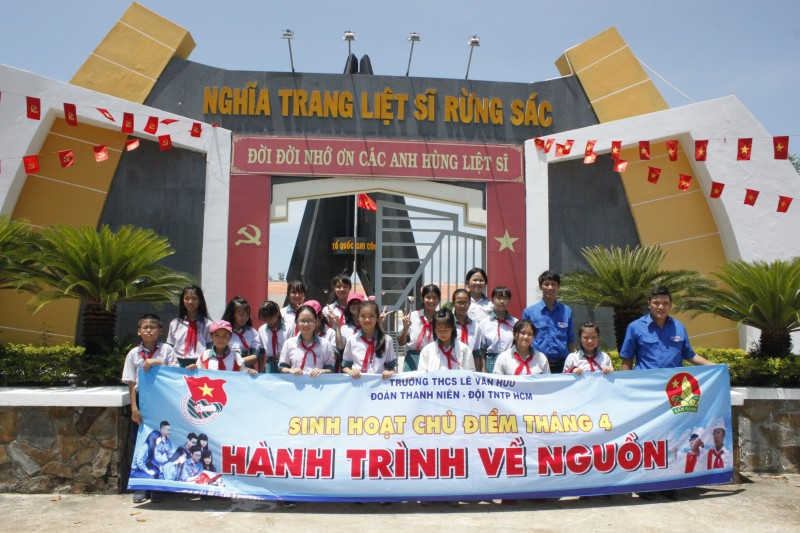 NGHĨA TRANG LIỆT SĨ RỪNG SÁC
ĐỜI ĐỜI NHỚ ƠN CÁC ANH HÙNG LIỆT SĨ
TỔ QUỐC GHI CÔN
TRƯỜNG THCS LÊ VĂN HƯU
ĐOÀN THANH NIÊN - ĐỘI TNTP HCM
SINH HOẠT CHỦ ĐIỂM THÁNG 4
HÀNH TRÌNH VỀ NGUỒN